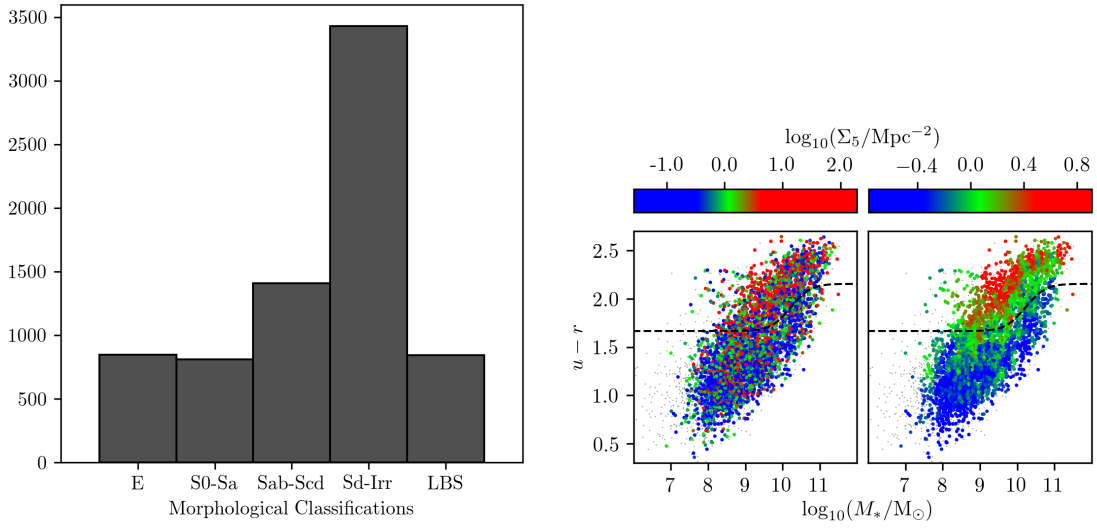 3500
3000
2500
2000
1500
1000
500
0
E S0-Sa Sab-Scd Sd-Irr LBS
Morphological Classifications
log₁₀(Σ₅/Mpc⁻²)
-1.0 0.0 1.0 2.0
−0.4 0.0 0.4 0.8
2.5
2.0
1.5
1.0
0.5
u − r
7 8 9 10 11
7 8 9 10 11
log₁₀(M*/M⊙)